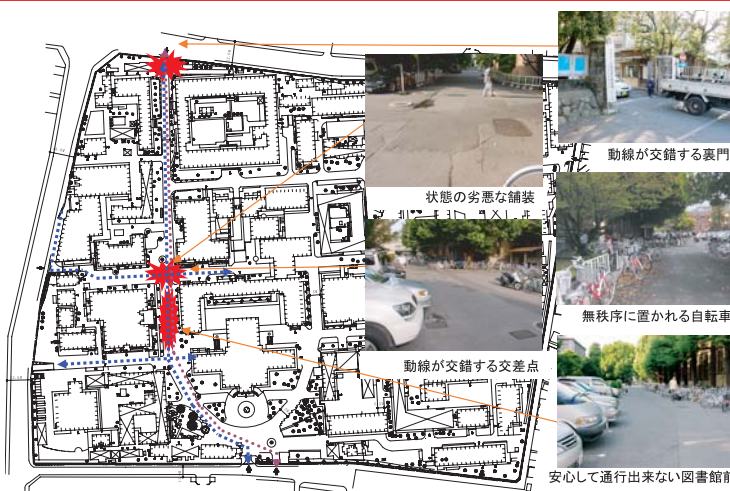 動線が交錯する裏門
状態の劣悪な舗装
無秩序に置かれる自転車
動線が交錯する交差点
安心して通行出来ない図書館前